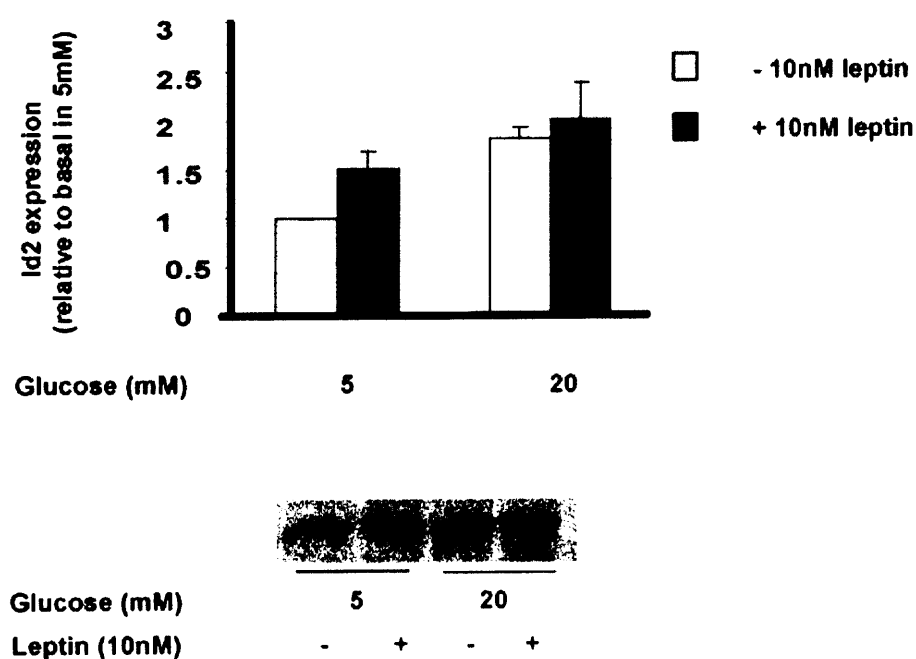 3
2.5
2
1.5
1
0.5
0
Id2 expression
(relative to basal in 5mM)
- 10nM leptin
+ 10nM leptin
Glucose (mM) 5 20
Glucose (mM) 5 20
Leptin (10nM) - + - +